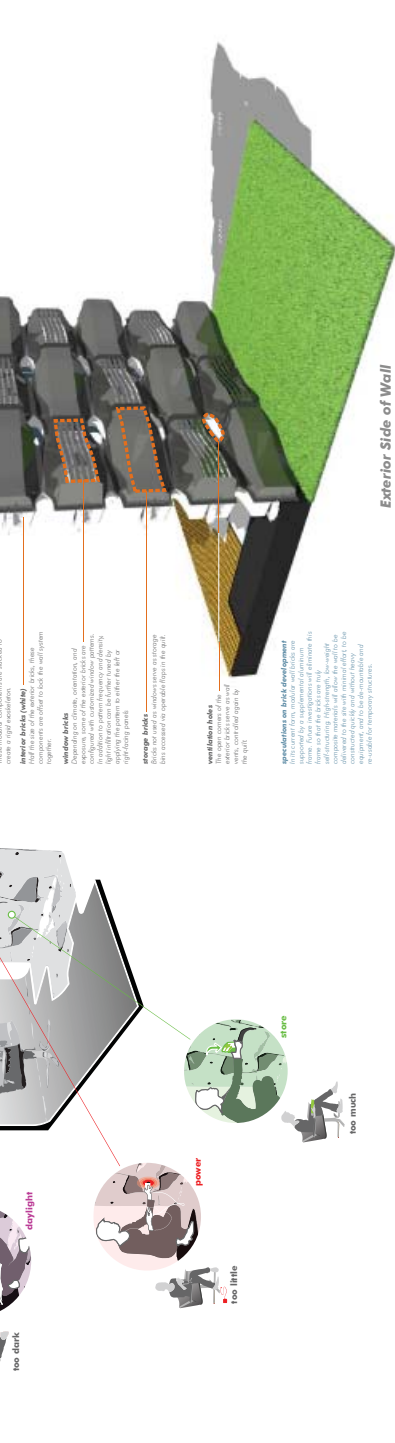 create a rigid exoskeleton.
interior bricks (white)
Half the size of the exterior bricks, these
components are offset to lock the wall system
together.
window bricks
Depending on climate, orientation, and
exposure, some of the exterior bricks are
configured with customized window patterns.
In addition to pattern frequency and density,
light infiltration can be further tuned by
applying the pattern to either the left or
right-facing panels.
storage bricks
Bricks not used as windows serve as storage
bins accessed via operable flaps in the quilt.
ventilation holes
The open corners of the
exterior bricks serve as wall
vents, controlled again by
the quilt.
speculations on brick development
In its current form, modular wall bricks are
supported by a supplemental aluminum
frame. Future investigations will eliminate this
frame so that the bricks are truly
self-structuring. High-strength, low-weight
composite materials will allow the wall to be
delivered to the site with minimal effort, to be
constructed quickly and without heavy
equipment, and to be de-mountable and
re-usable for temporary structures.
Exterior Side of Wall
daylight
too dark
power
too little
store
too much